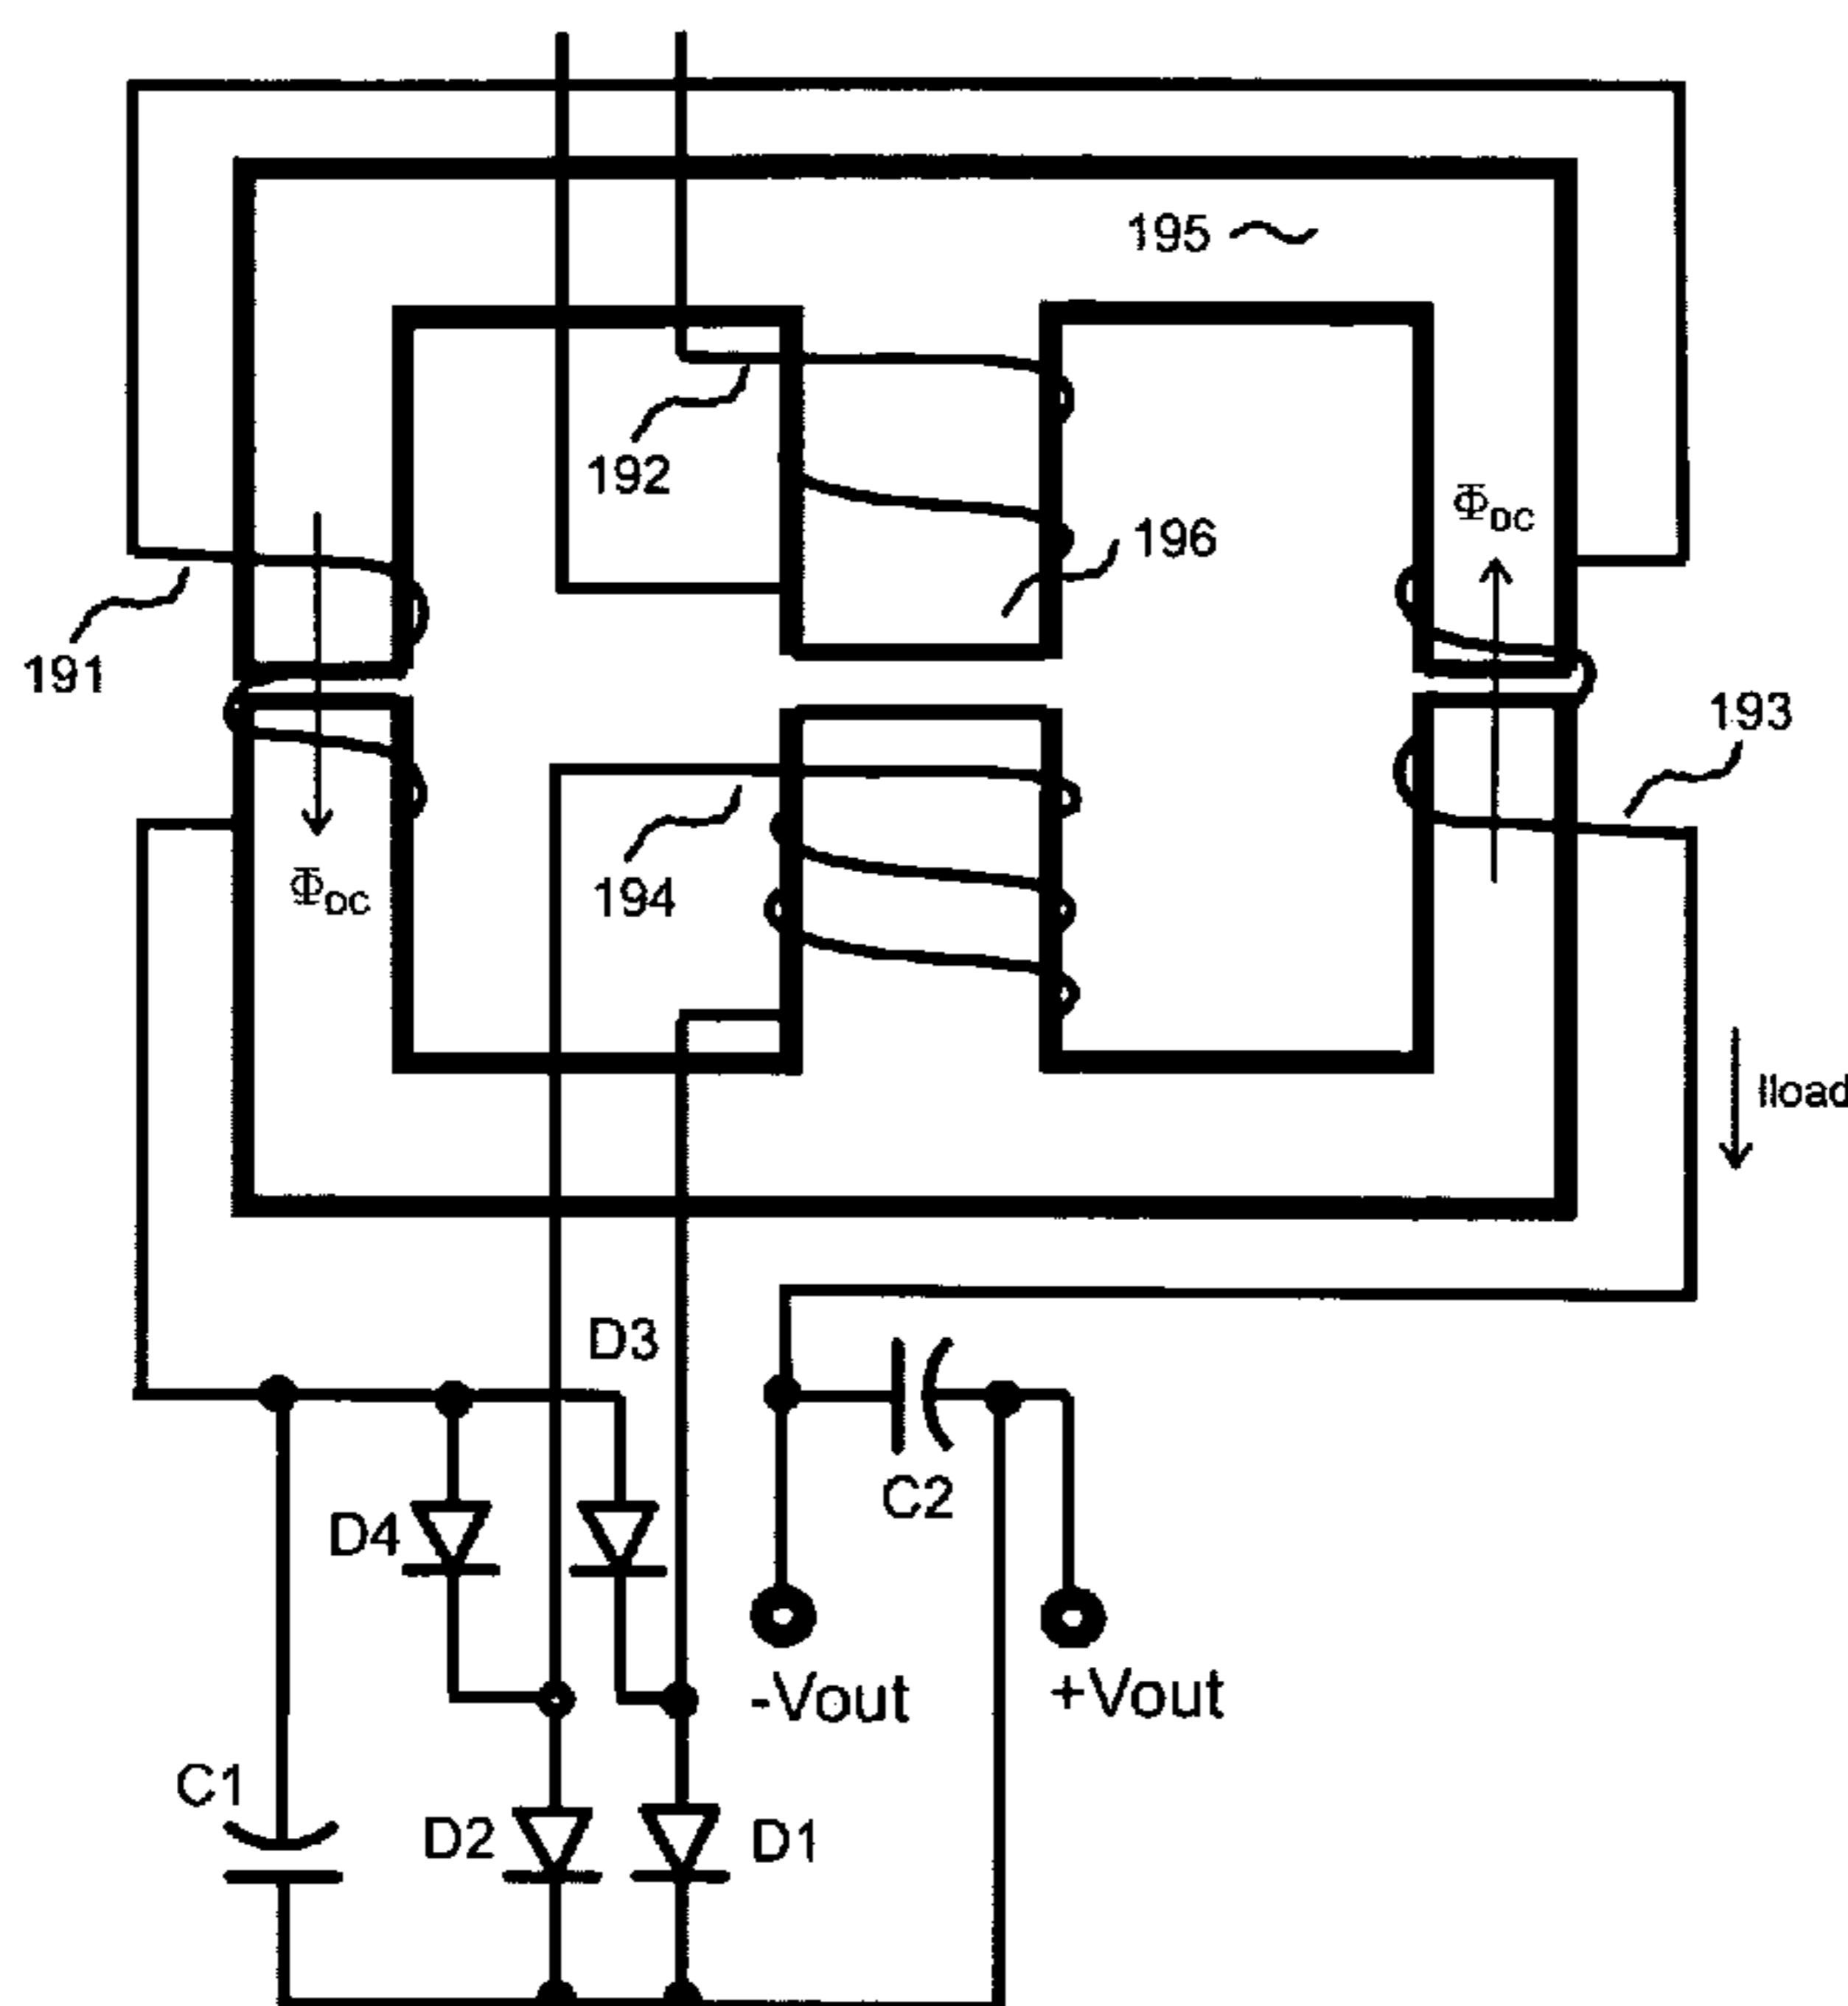 195
192
ΦDC
196
191
193
194
ΦDC
Iload
D3
C2
D4
-Vout
+Vout
C1
D2
D1